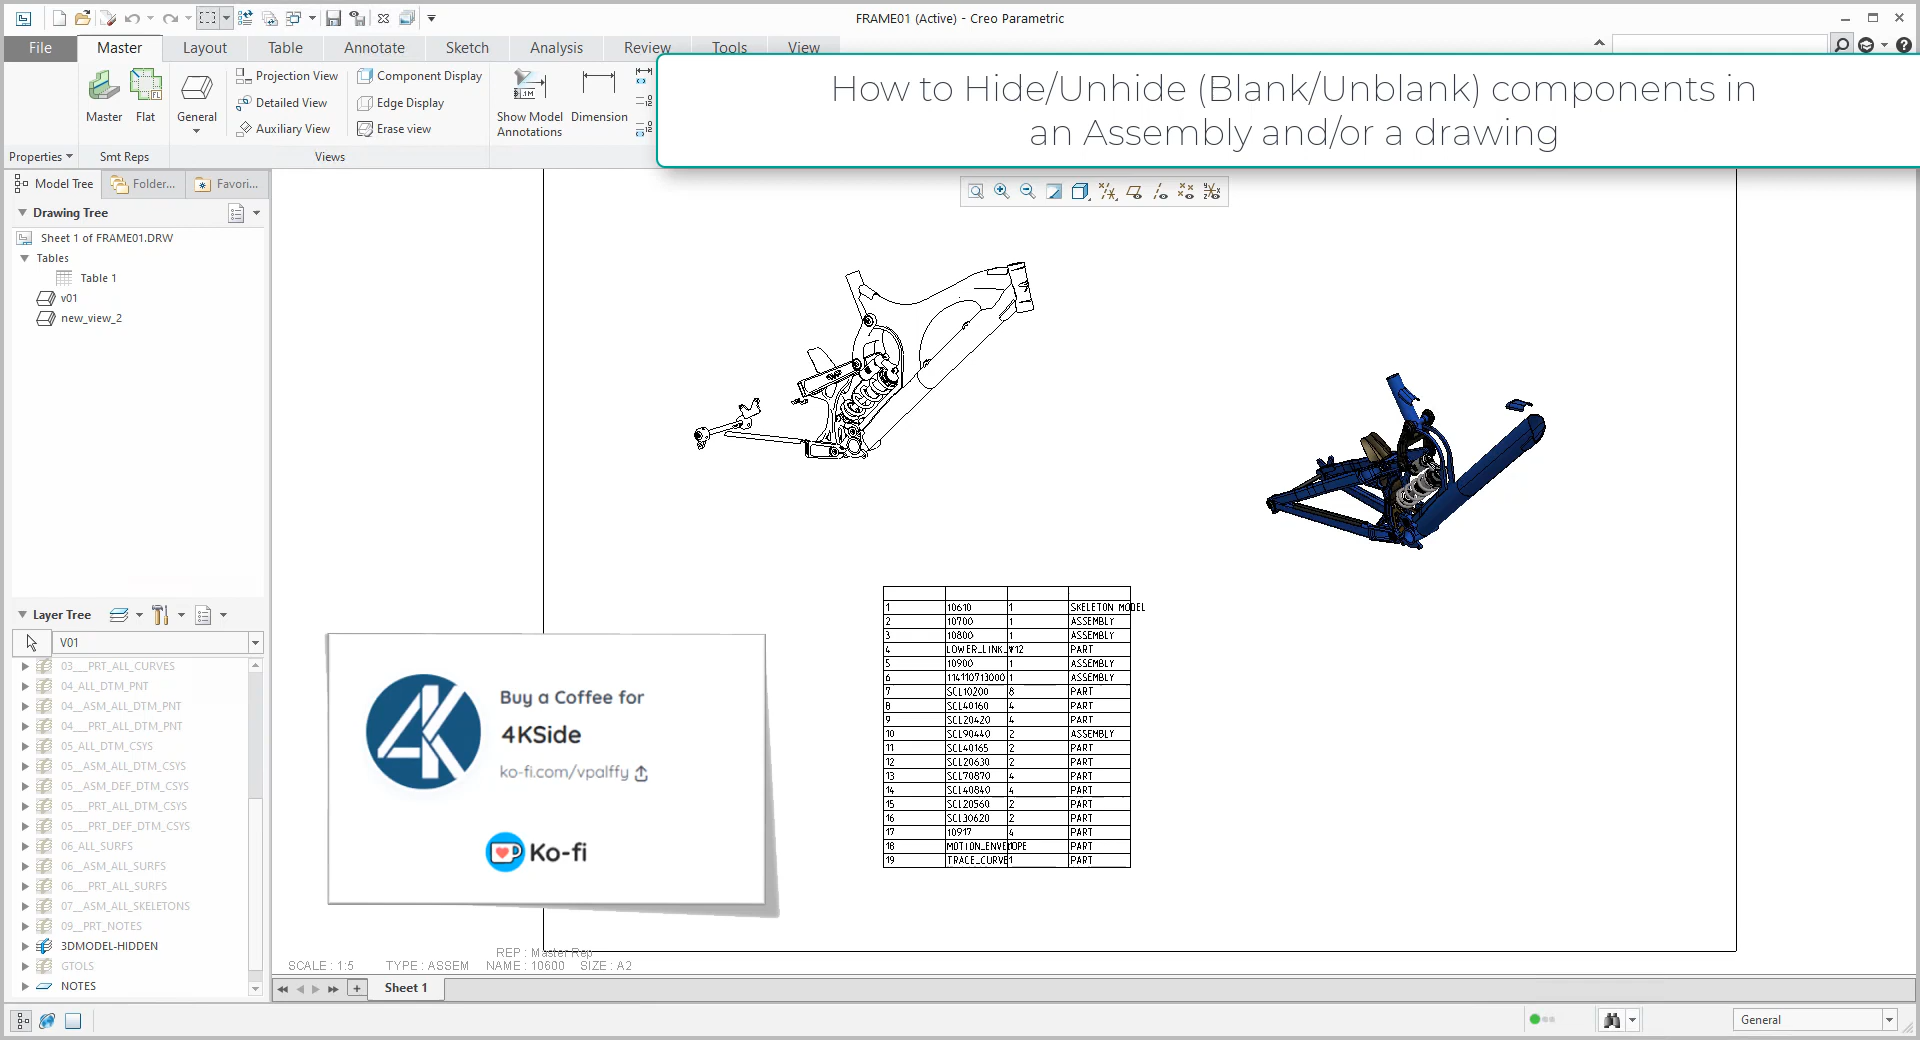 FRAME01 (Active) - Creo Parametric
File Master Layout Table Annotate Sketch Analysis Review Tools View
How to Hide/Unhide (Blank/Unblank) components in
an Assembly and/or a drawing
Master
Flat
General
Projection View
Detailed View
Auxiliary View
Component Display
Edge Display
Erase view
Show Model
Annotations
Dimension
Properties
Smt Reps
Views
Model Tree
Folder...
Favori...
Drawing Tree
Sheet 1 of FRAME01.DRW
Tables
Table 1
v01
new_view_2
Layer Tree
V01
03___PRT_ALL_CURVES
04_ALL_DTM_PNT
04__ASM_ALL_DTM_PNT
04___PRT_ALL_DTM_PNT
05_ALL_DTM_CSYS
05__ASM_ALL_DTM_CSYS
05__ASM_DEF_DTM_CSYS
05___PRT_ALL_DTM_CSYS
05___PRT_DEF_DTM_CSYS
06_ALL_SURFS
06__ASM_ALL_SURFS
06___PRT_ALL_SURFS
07__ASM_ALL_SKELETONS
09__PRT_NOTES
3DMODEL-HIDDEN
GTOLS
NOTES
Buy a Coffee for
4KSide
ko-fi.com/vpalffy
4K
Ko-fi
1 10610 1 SKELETON MODEL
2 10700 1 ASSEMBLY
3 10800 1 ASSEMBLY
4 LOWER_LINK_ 12 PART
5 10900 1 ASSEMBLY
6 114110713000 1 ASSEMBLY
7 SCL10200 8 PART
8 SCL40160 4 PART
9 SCL20420 4 PART
10 SCL90440 2 ASSEMBLY
11 SCL40165 2 PART
12 SCL20630 2 PART
13 SCL70870 4 PART
14 SCL40840 4 PART
15 SCL20560 2 PART
16 SCL30620 2 PART
17 10917 4 PART
18 MOTION_ENVELOPE PART
19 TRACE_CURVE 1 PART
REP : Master Rep
SCALE : 1:5 TYPE : ASSEM NAME : 10600 SIZE : A2
Sheet 1
General